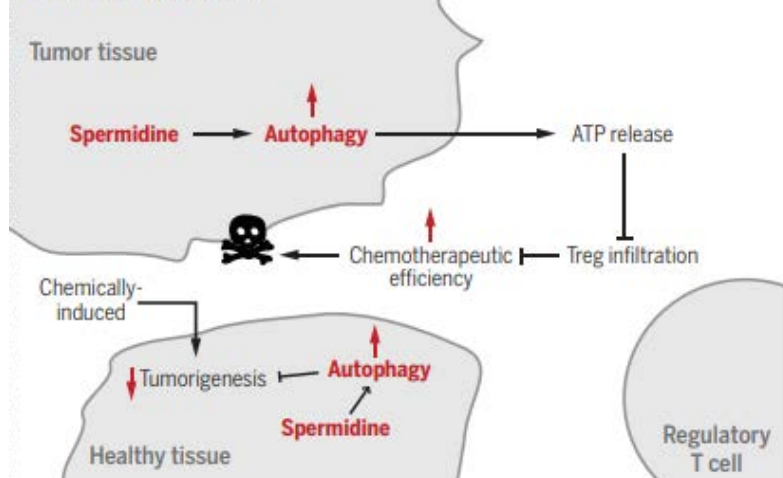 Tumor tissue
Spermidine
Autophagy
ATP release
Chemotherapeutic
efficiency
Treg infiltration
Chemically-
induced
Tumorigenesis
Autophagy
Spermidine
Healthy tissue
Regulatory
T cell